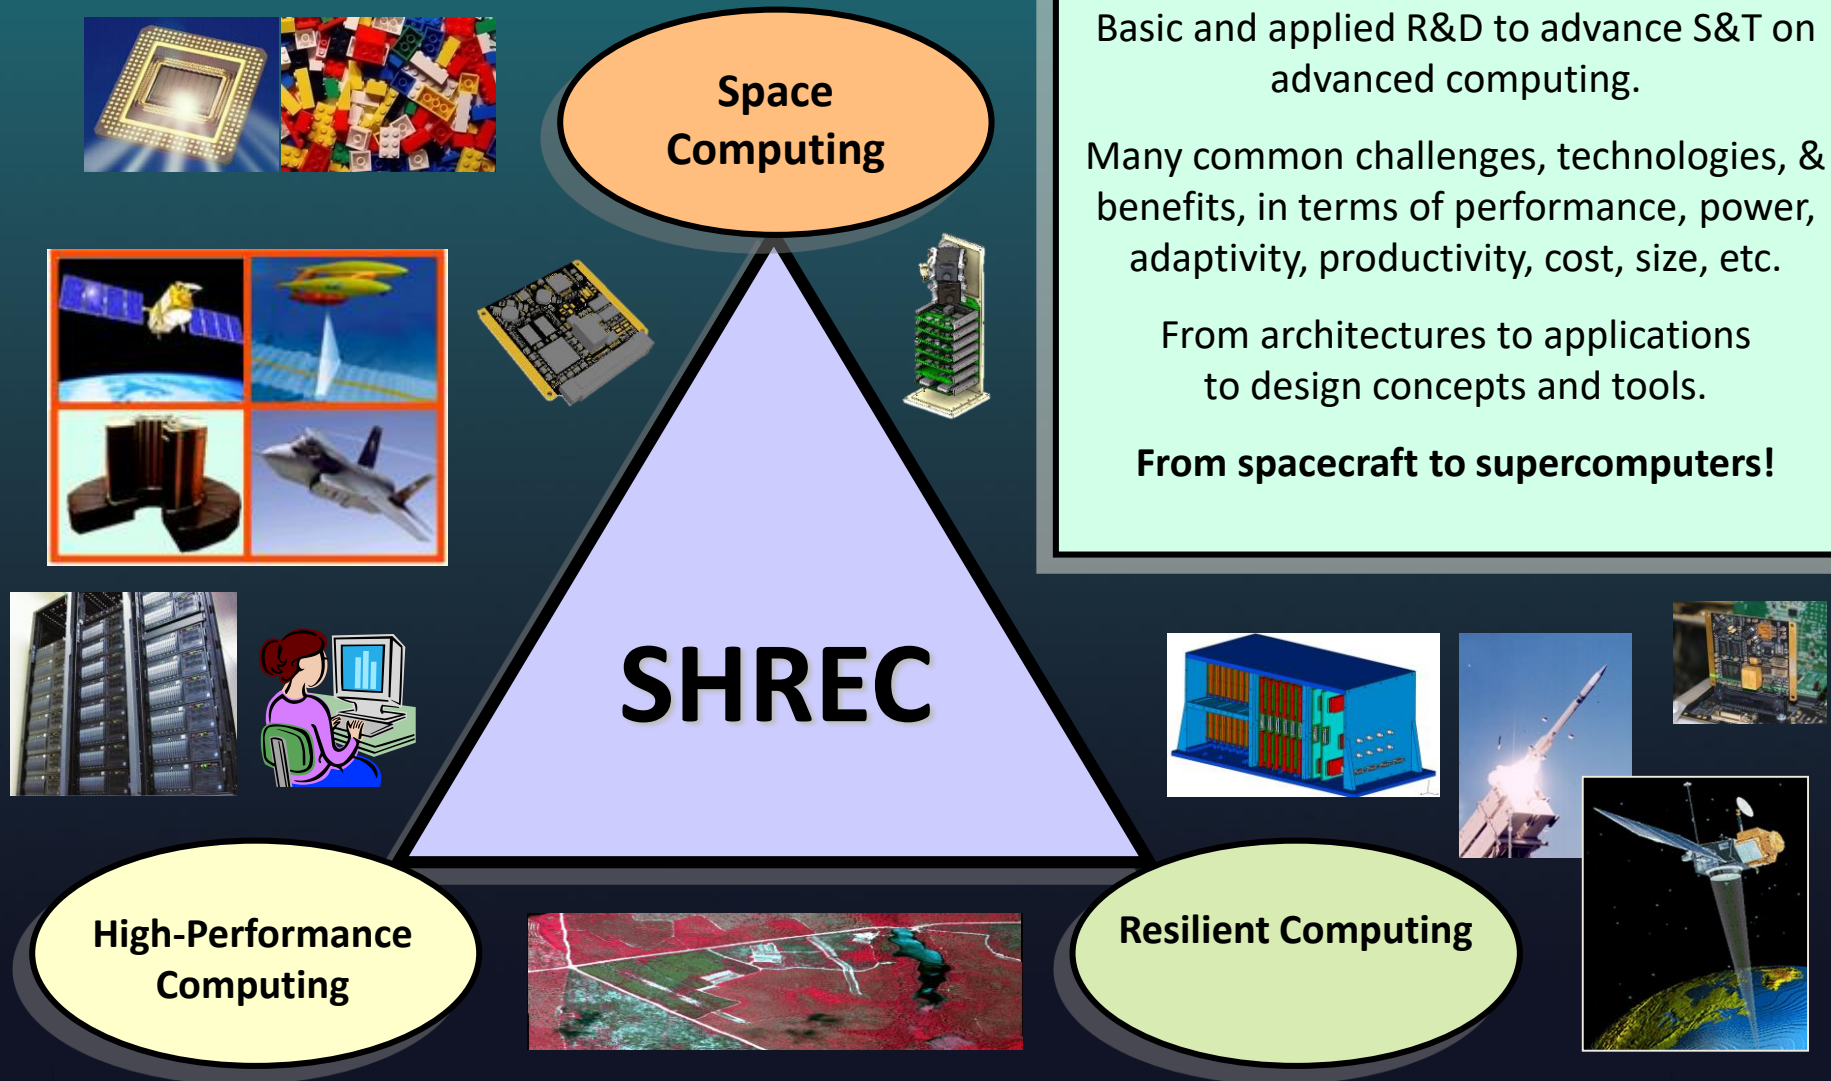 Space
Computing
Basic and applied R&D to advance S&T on
advanced computing.
Many common challenges, technologies, &
benefits, in terms of performance, power,
adaptivity, productivity, cost, size, etc.
From architectures to applications
to design concepts and tools.
From spacecraft to supercomputers!
SHREC
High-Performance
Computing
Resilient Computing